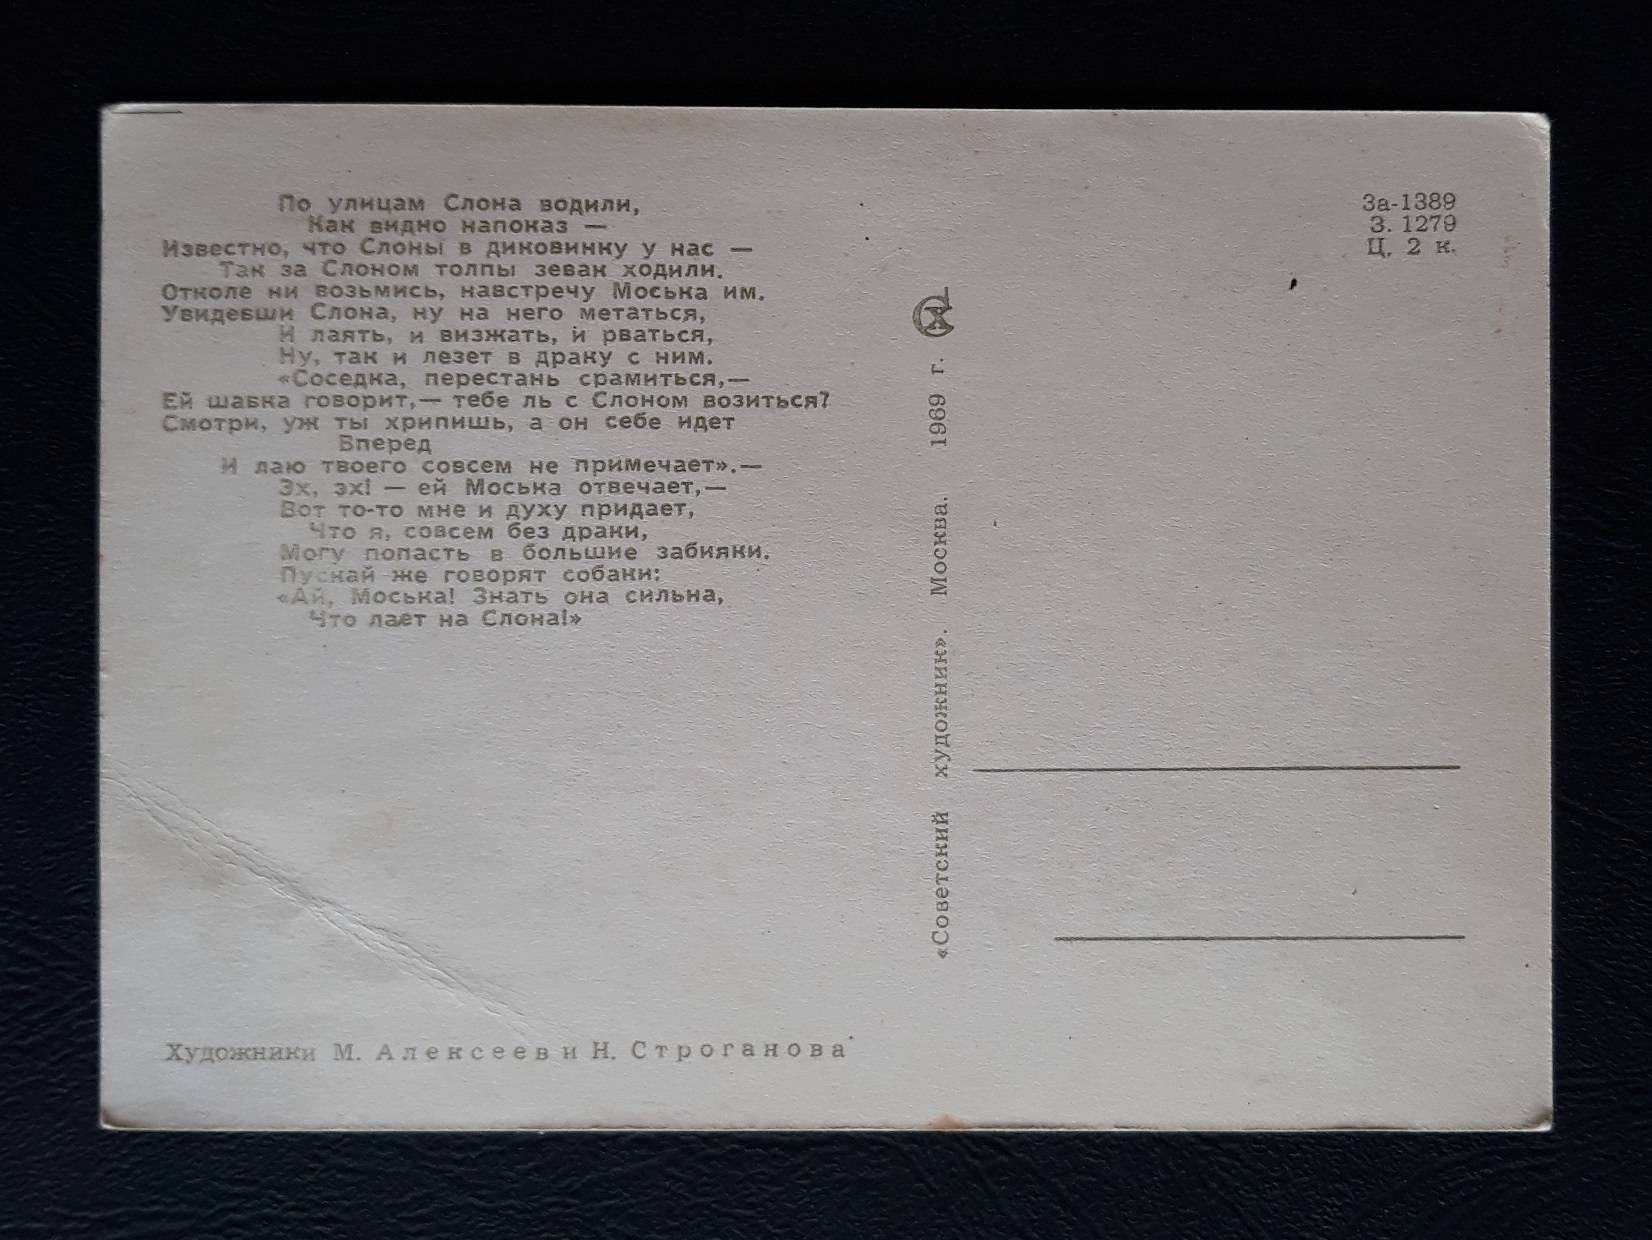 По улицам Слона водили,
Как видно напоказ —
Известно, что Слоны в диковинку у нас —
Так за Слоном толпы зевак ходили.
Отколе ни возьмись, навстречу Моська им.
Увидевши Слона, ну на него метаться,
И лаять, и визжать, и рваться,
Ну, так и лезет в драку с ним.
«Соседка, перестань срамиться,—
Ей шавка говорит,— тебе ль с Слоном возиться?
Смотри, уж ты хрипишь, а он себе идет
Вперед
И лаю твоего совсем не примечает».—
Эх, эх! — ей Моська отвечает,—
Вот то-то мне и духу придает,
Что я, совсем без драки,
Могу попасть в большие забияки.
Пускай же говорят собаки:
«Ай, Моська! Знать она сильна,
Что лает на Слона!»
Художники М. Алексеев и Н. Строганова
«Советский художник». Москва. 1969 г.
СХ
За-1389
З. 1279
Ц. 2 к.